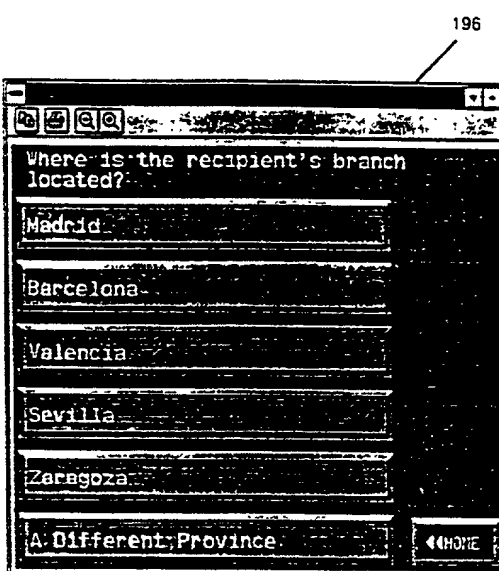 196
Where is the recipient's branch
located?
Madrid
Barcelona
Valencia
Sevilla
Zaragoza
A Different Province
◀◀HOME